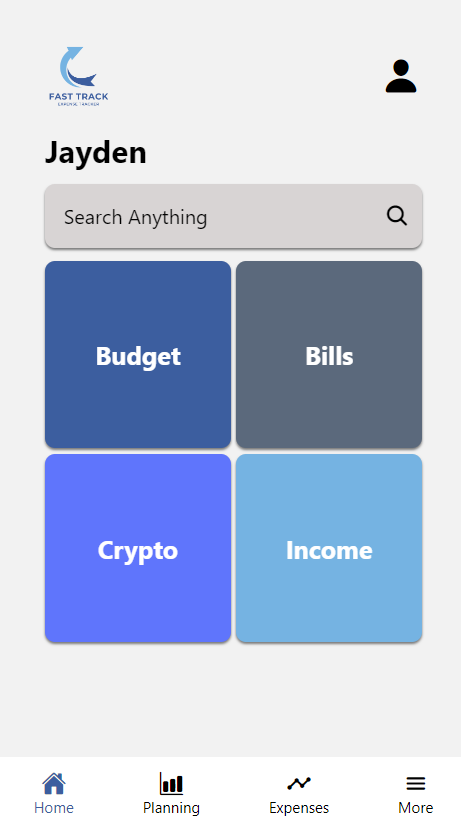 FAST TRACK
EXPENSE TRACKER
Jayden
Search Anything
Budget
Bills
Crypto
Income
Home
Planning
Expenses
More